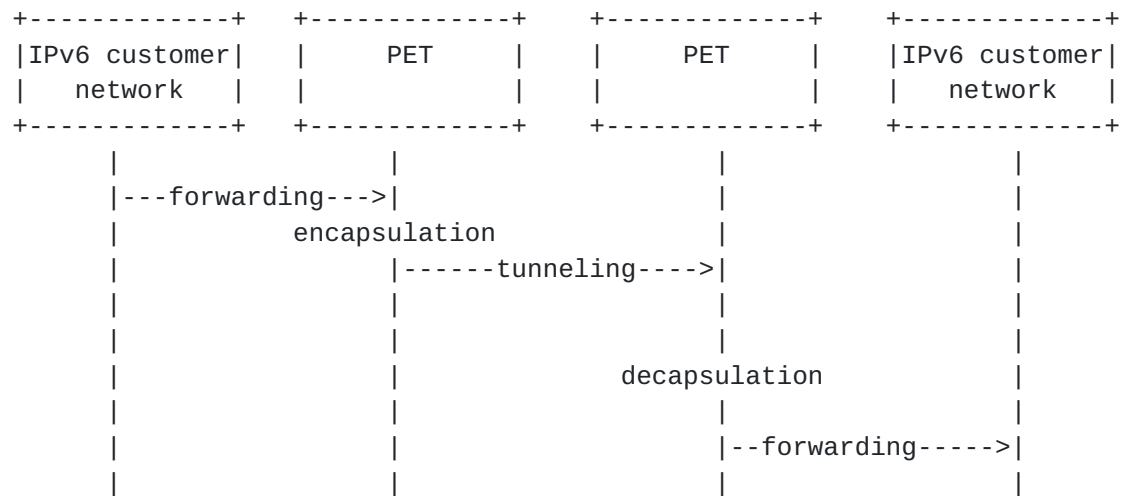 +-------------+   +-------------+    +-------------+    +-------------+
|IPv6 customer|   |     PET     |    |     PET     |    |IPv6 customer|
|   network   |   |             |    |             |    |   network   |
+-------------+   +-------------+    +-------------+    +-------------+
      |                 |                     |                  |
      |---forwarding--->|                     |                  |
      |           encapsulation               |                  |
      |                 |------tunneling---->|                  |
      |                 |                     |                  |
      |                 |                     |                  |
      |                 |              decapsulation             |
      |                 |                     |                  |
      |                 |                     |--forwarding----->|
      |                 |                     |                  |